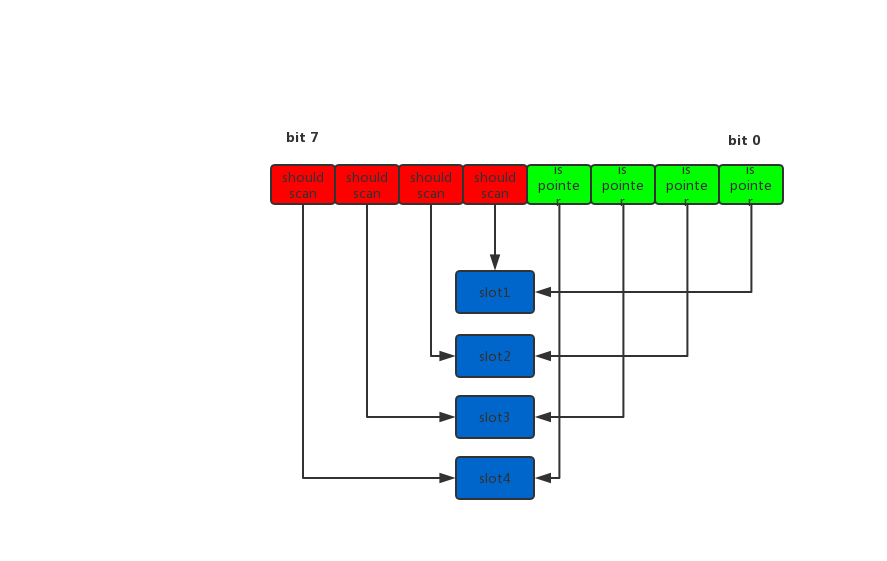 bit 7
bit 0
should
scan
should
scan
should
scan
should
scan
is
pointe
r
is
pointe
r
is
pointe
r
is
pointe
r
slot1
slot2
slot3
slot4